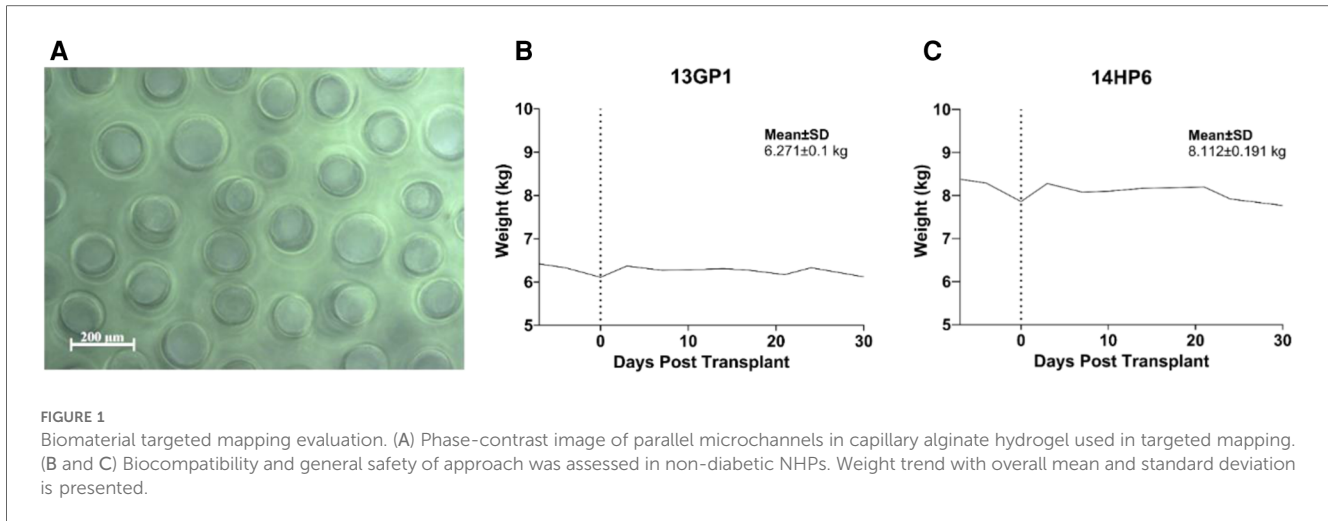 A
200 µm
B
13GP1
Mean±SD
6.271±0.1 kg
Weight (kg)
10
9
8
7
6
5
0
10
20
30
Days Post Transplant
C
14HP6
Mean±SD
8.112±0.191 kg
Weight (kg)
10
9
8
7
6
5
0
10
20
30
Days Post Transplant
FIGURE 1
Biomaterial targeted mapping evaluation. (A) Phase-contrast image of parallel microchannels in capillary alginate hydrogel used in targeted mapping.
(B and C) Biocompatibility and general safety of approach was assessed in non-diabetic NHPs. Weight trend with overall mean and standard deviation
is presented.